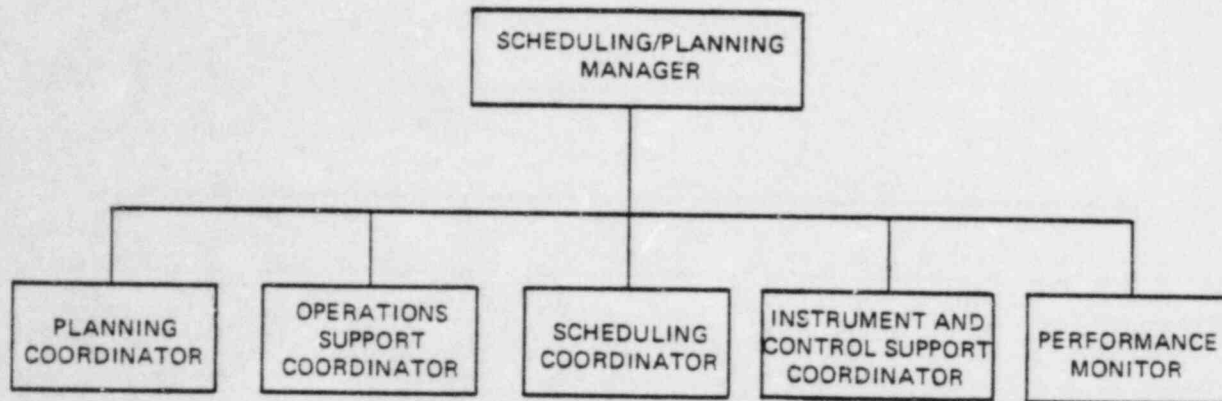 SCHEDULING/PLANNING
MANAGER
PLANNING
COORDINATOR
OPERATIONS
SUPPORT
COORDINATOR
SCHEDULING
COORDINATOR
INSTRUMENT AND
CONTROL SUPPORT
COORDINATOR
PERFORMANCE
MONITOR